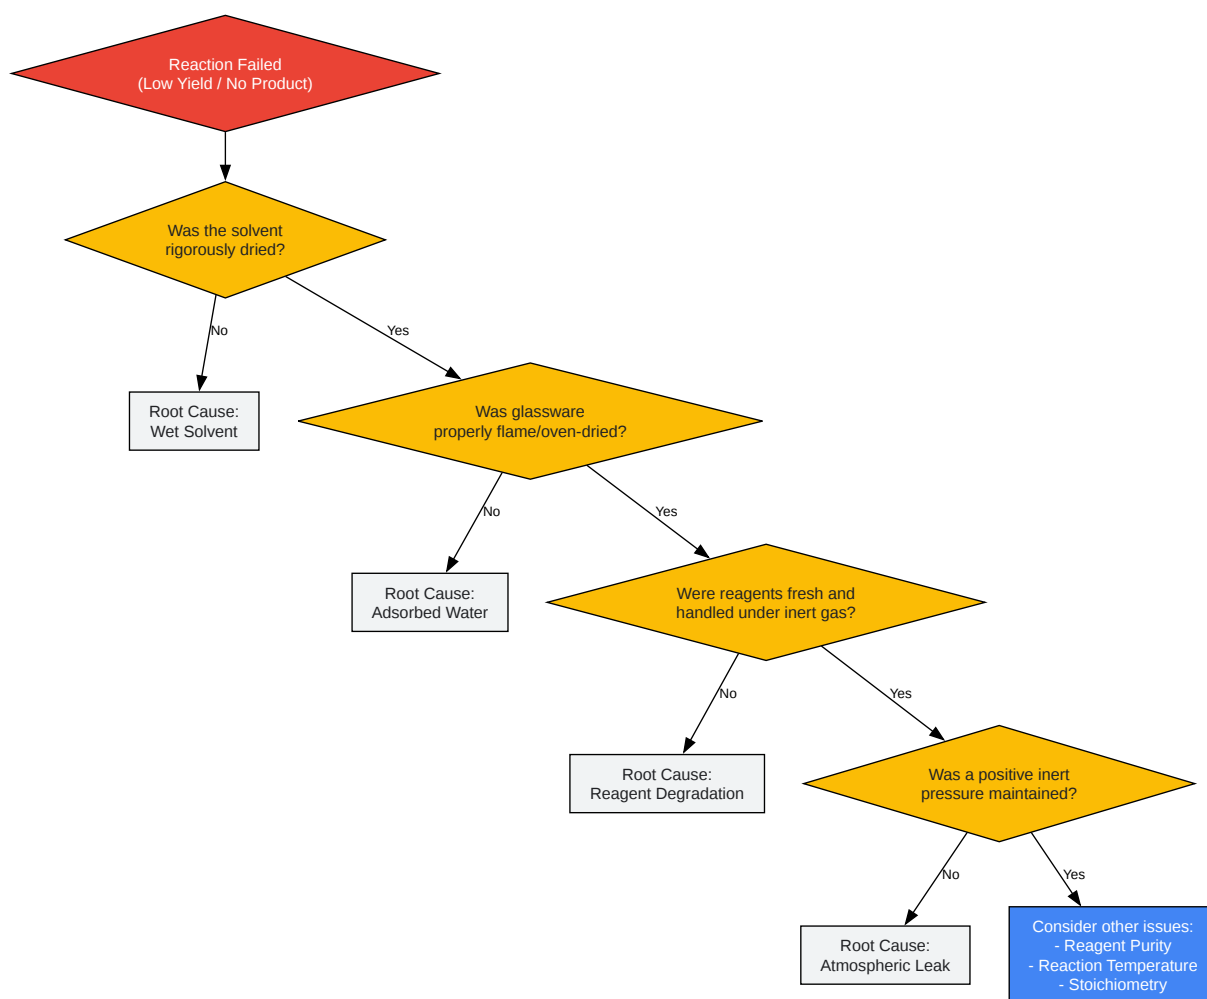 Reaction Failed
(Low Yield / No Product)
Was the solvent
rigorously dried?
No
Yes
Root Cause:
Wet Solvent
Was glassware
properly flame/oven-dried?
No
Yes
Root Cause:
Adsorbed Water
Were reagents fresh and
handled under inert gas?
No
Yes
Root Cause:
Reagent Degradation
Was a positive inert
pressure maintained?
No
Yes
Root Cause:
Atmospheric Leak
Consider other issues:
- Reagent Purity
- Reaction Temperature
- Stoichiometry